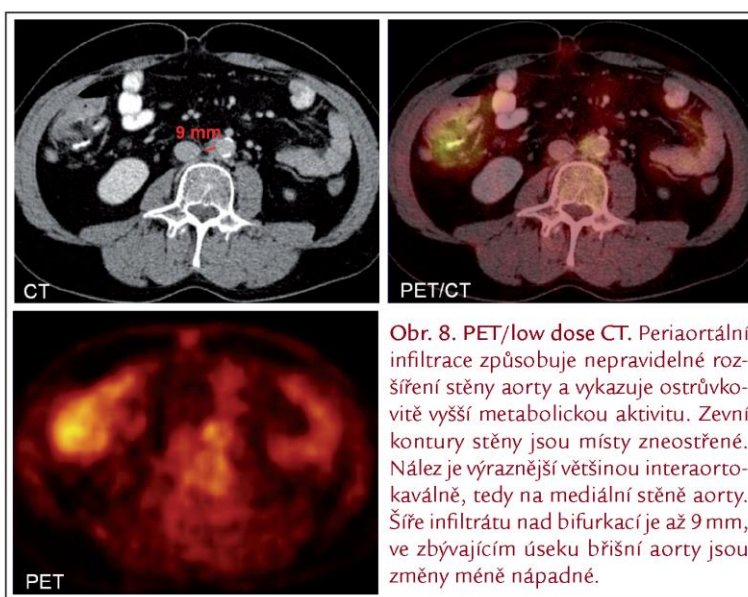 9 mm
CT
PET/CT
PET
Obr. 8. PET/low dose CT. Periaortální
infiltrace způsobuje nepravidelné roz-
šíření stěny aorty a vykazuje ostrůvko-
vitě vyšší metabolickou aktivitu. Zevní
kontury stěny jsou místy zneostřené.
Nález je výraznější většinou interaorto-
kaválně, tedy na mediální stěně aorty.
Šíře infiltrátu nad bifurkací je až 9 mm,
ve zbývajícím úseku břišní aorty jsou
změny méně nápadné.